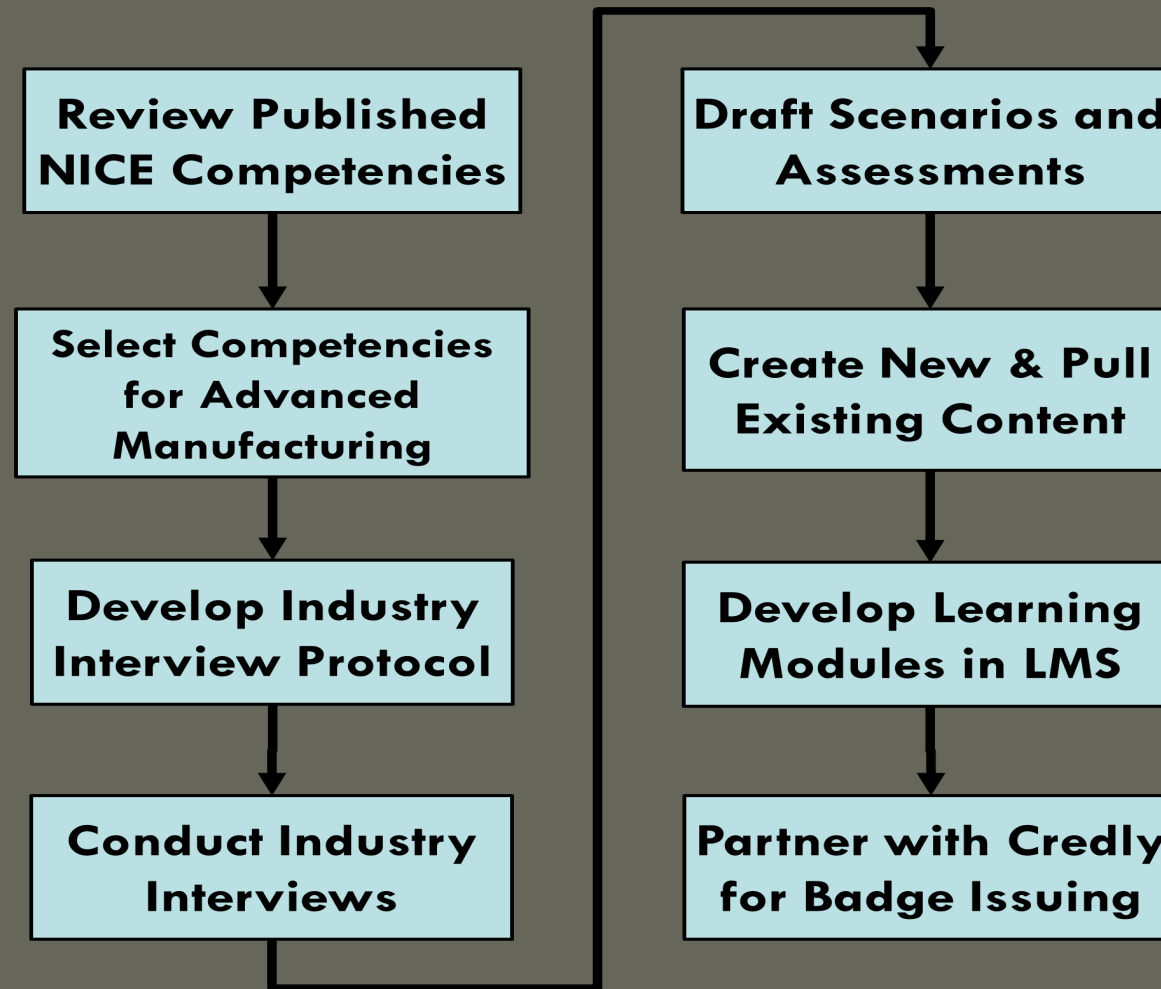 Review Published
NICE Competencies
Select Competencies
for Advanced
Manufacturing
Develop Industry
Interview Protocol
Conduct Industry
Interviews
Draft Scenarios and
Assessments
Create New & Pull
Existing Content
Develop Learning
Modules in LMS
Partner with Credly
for Badge Issuing